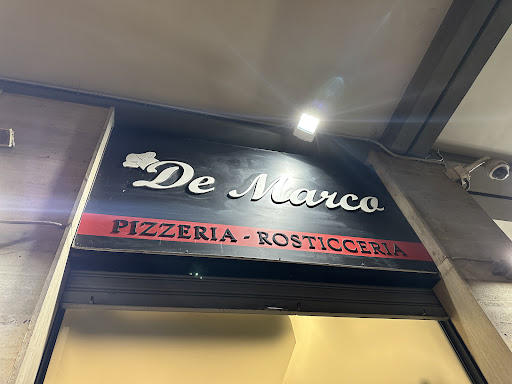 De Marco
PIZZERIA - ROSTICCERIA